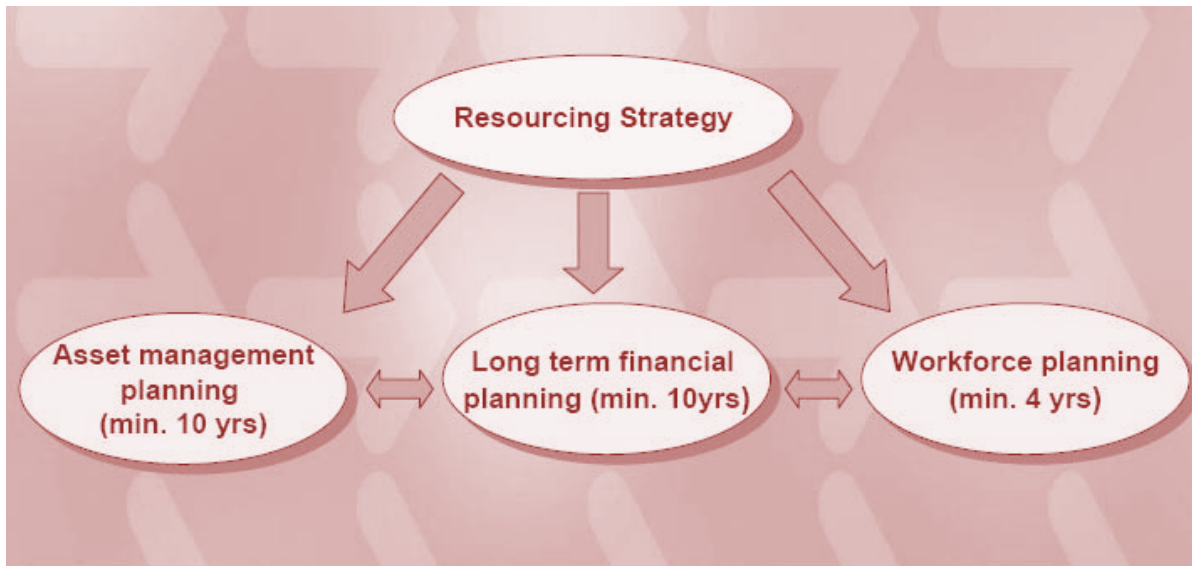 Resourcing Strategy
Asset management
planning
(min. 10 yrs)
Long term financial
planning (min. 10yrs)
Workforce planning
(min. 4 yrs)